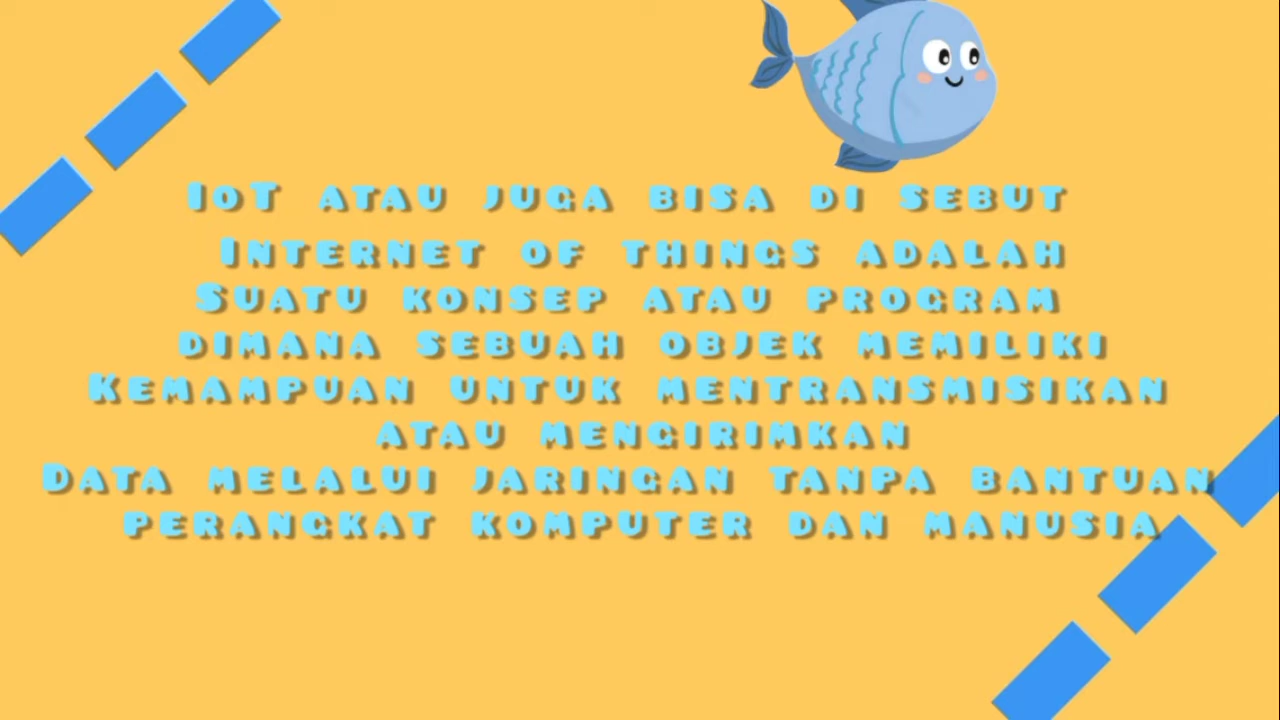 IoT atau juga bisa di sebut
Internet of things adalah
Suatu konsep atau program
dimana sebuah objek memiliki
Kemampuan untuk mentransmisikan
atau mengirimkan
Data melalui jaringan tanpa bantuan
perangkat komputer dan manusia